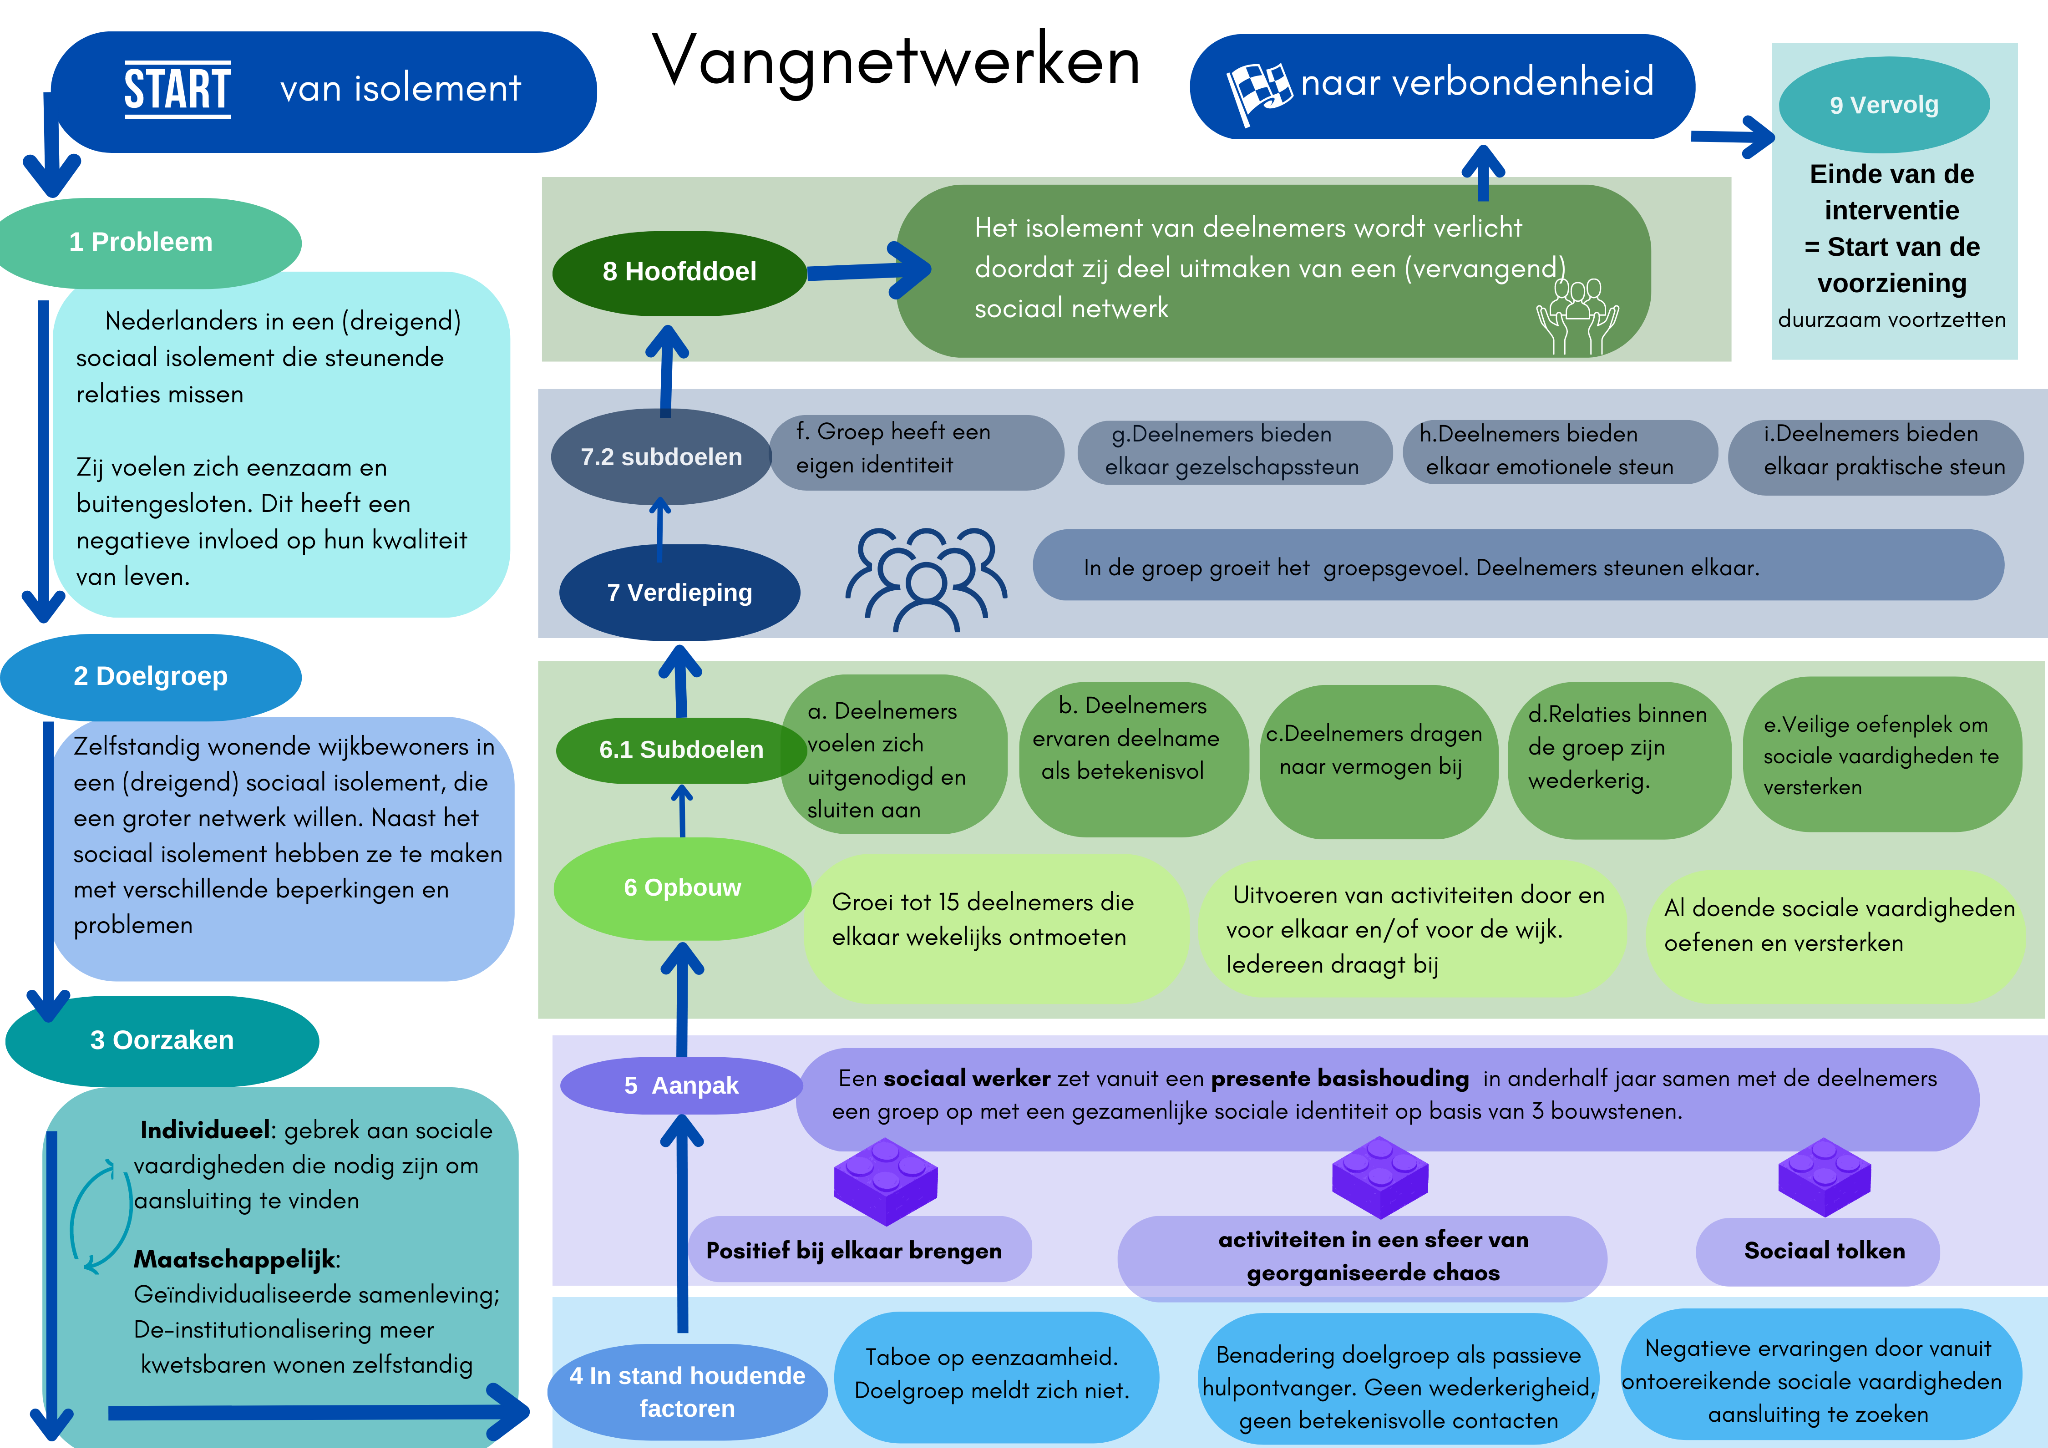 START van isolement
Vangnetwerken
naar verbondenheid
1 Probleem
Nederlanders in een (dreigend)
sociaal isolement die steunende
relaties missen
Zij voelen zich eenzaam en
buitengesloten. Dit heeft een
negatieve invloed op hun kwaliteit
van leven.
2 Doelgroep
Zelfstandig wonende wijkbewoners in
een (dreigend) sociaal isolement, die
een groter netwerk willen. Naast het
sociaal isolement hebben ze te maken
met verschillende beperkingen en
problemen
3 Oorzaken
Individueel: gebrek aan sociale
vaardigheden die nodig zijn om
aansluiting te vinden
Maatschappelijk:
Geïndividualiseerde samenleving;
De-institutionalisering meer
kwetsbaren wonen zelfstandig
4 In stand houdende
factoren
Taboe op eenzaamheid.
Doelgroep meldt zich niet.
Benadering doelgroep als passieve
hulpontvanger. Geen wederkerigheid,
geen betekenisvolle contacten
Negatieve ervaringen door vanuit
ontoereikende sociale vaardigheden
aansluiting te zoeken
5 Aanpak
Een sociaal werker zet vanuit een presente basishouding in anderhalf jaar samen met de deelnemers
een groep op met een gezamenlijke sociale identiteit op basis van 3 bouwstenen.
Positief bij elkaar brengen
activiteiten in een sfeer van
georganiseerde chaos
Sociaal tolken
6 Opbouw
Groei tot 15 deelnemers die
elkaar wekelijks ontmoeten
Uitvoeren van activiteiten door en
voor elkaar en/of voor de wijk.
Iedereen draagt bij
Al doende sociale vaardigheden
oefenen en versterken
6.1 Subdoelen
a. Deelnemers
voelen zich
uitgenodigd en
sluiten aan
b. Deelnemers
ervaren deelname
als betekenisvol
c.Deelnemers dragen
naar vermogen bij
d.Relaties binnen
de groep zijn
wederkerig.
e.Veilige oefenplek om
sociale vaardigheden te
versterken
7 Verdieping
In de groep groeit het groepsgevoel. Deelnemers steunen elkaar.
7.2 subdoelen
f. Groep heeft een
eigen identiteit
g.Deelnemers bieden
elkaar gezelschapssteun
h.Deelnemers bieden
elkaar emotionele steun
i.Deelnemers bieden
elkaar praktische steun
8 Hoofddoel
Het isolement van deelnemers wordt verlicht
doordat zij deel uitmaken van een (vervangend)
sociaal netwerk
9 Vervolg
Einde van de
interventie
= Start van de
voorziening
duurzaam voortzetten